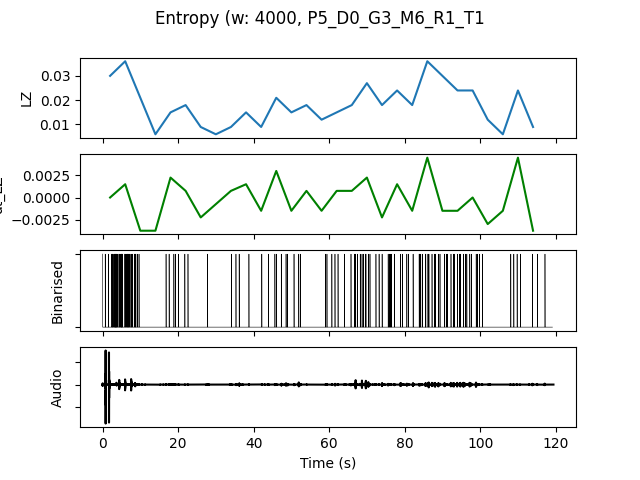 Entropy (w: 4000, P5_D0_G3_M6_R1_T1
LZ
0.03
0.02
0.01
0.0025
0.0000
−0.0025
Binarised
Audio
0 20 40 60 80 100 120
Time (s)